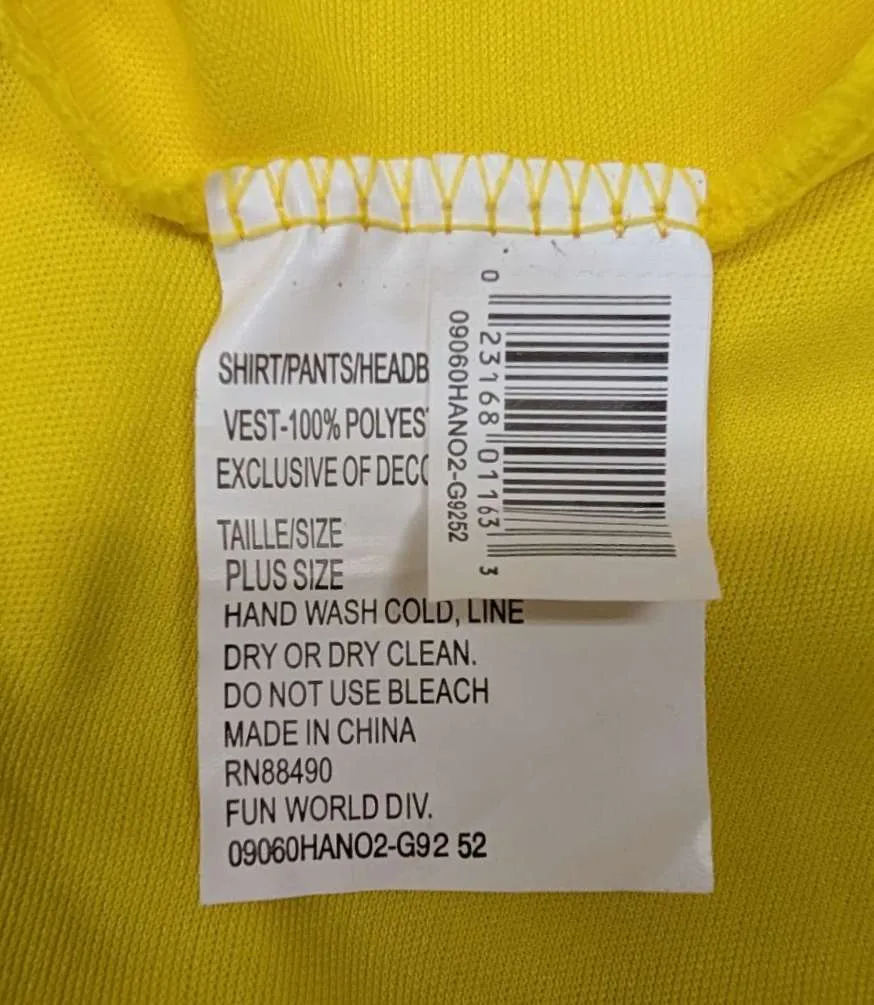 SHIRT/PANTS/HEADB
VEST-100% POLYES
EXCLUSIVE OF DECO
TAILLE/SIZE
PLUS SIZE
HAND WASH COLD, LINE
DRY OR DRY CLEAN.
DO NOT USE BLEACH
MADE IN CHINA
RN88490
FUN WORLD DIV.
09060HANO2-G92 52
09060HANO2-G9252
0 23168 01163 3